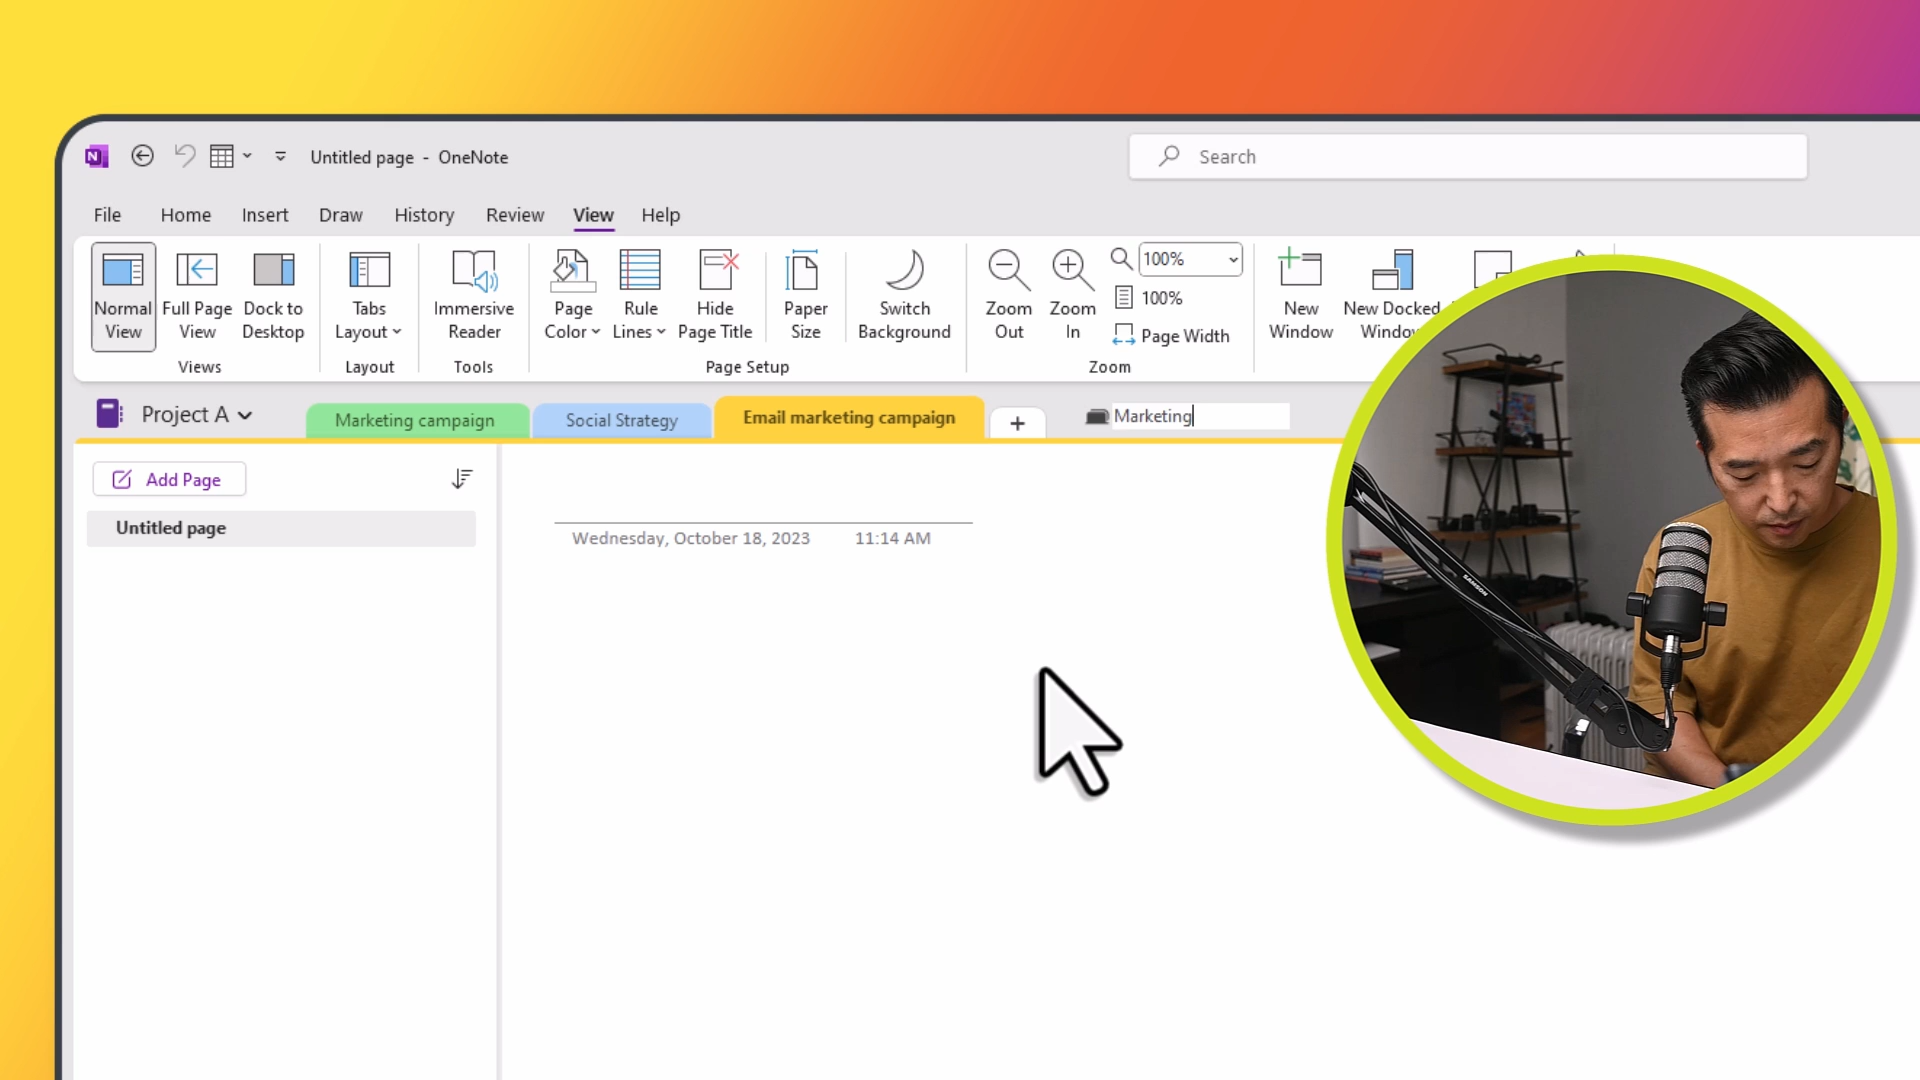 N
Untitled page - OneNote
Search
File Home Insert Draw History Review View Help
Normal View
Full Page View
Dock to Desktop
Views
Tabs Layout
Layout
Immersive Reader
Tools
Page Color
Rule Lines
Hide Page Title
Paper Size
Switch Background
Page Setup
Zoom Out
Zoom In
100%
100%
Page Width
Zoom
New Window
New Docked
Project A
Marketing campaign
Social Strategy
Email marketing campaign
+
Marketing
Add Page
Untitled page
Wednesday, October 18, 2023 11:14 AM
SAMSON